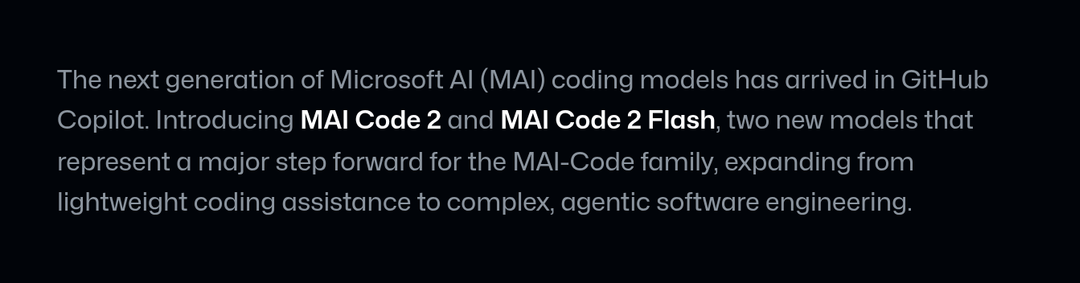 The next generation of Microsoft AI (MAI) coding models has arrived in GitHub
Copilot. Introducing MAI Code 2 and MAI Code 2 Flash, two new models that
represent a major step forward for the MAI-Code family, expanding from
lightweight coding assistance to complex, agentic software engineering.